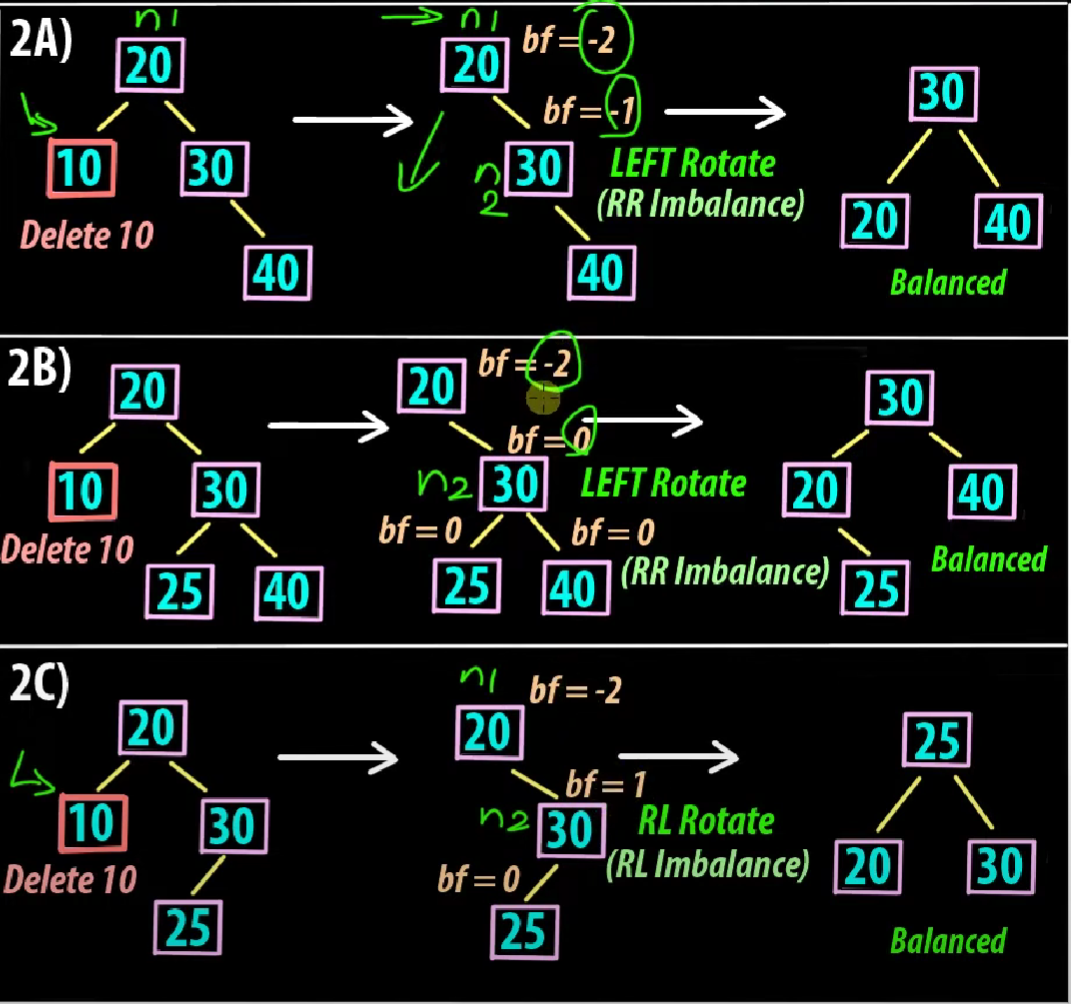 2A)
n1
20
10
30
40
Delete 10
n1
20
bf = -2
bf = -1
n2
30
40
LEFT Rotate
(RR Imbalance)
30
20
40
Balanced
2B)
20
10
30
25
40
Delete 10
20
bf = -2
bf = 0
n2
30
bf = 0
bf = 0
25
40
LEFT Rotate
(RR Imbalance)
30
20
40
25
Balanced
2C)
20
10
30
25
Delete 10
n1
20
bf = -2
bf = 1
n2
30
bf = 0
25
RL Rotate
(RL Imbalance)
25
20
30
Balanced